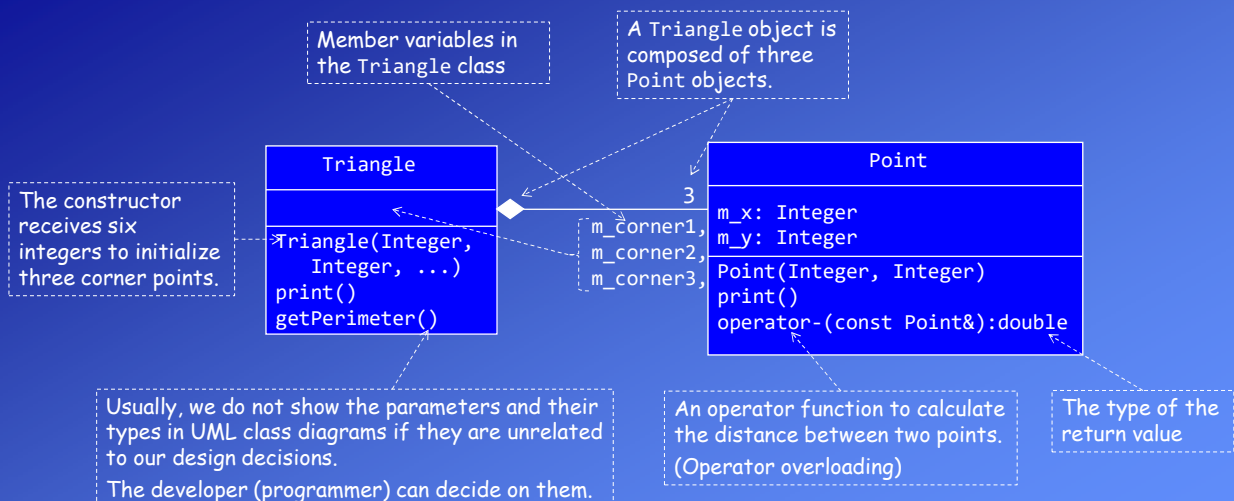 Member variables in
the Triangle class
A Triangle object is
composed of three
Point objects.
The constructor
receives six
integers to initialize
three corner points.
Triangle
Triangle(Integer,
Integer, ...)
print()
getPerimeter()
3
m_corner1,
m_corner2,
m_corner3,
Point
m_x: Integer
m_y: Integer
Point(Integer, Integer)
print()
operator-(const Point&):double
Usually, we do not show the parameters and their
types in UML class diagrams if they are unrelated
to our design decisions.
The developer (programmer) can decide on them.
An operator function to calculate
the distance between two points.
(Operator overloading)
The type of the
return value